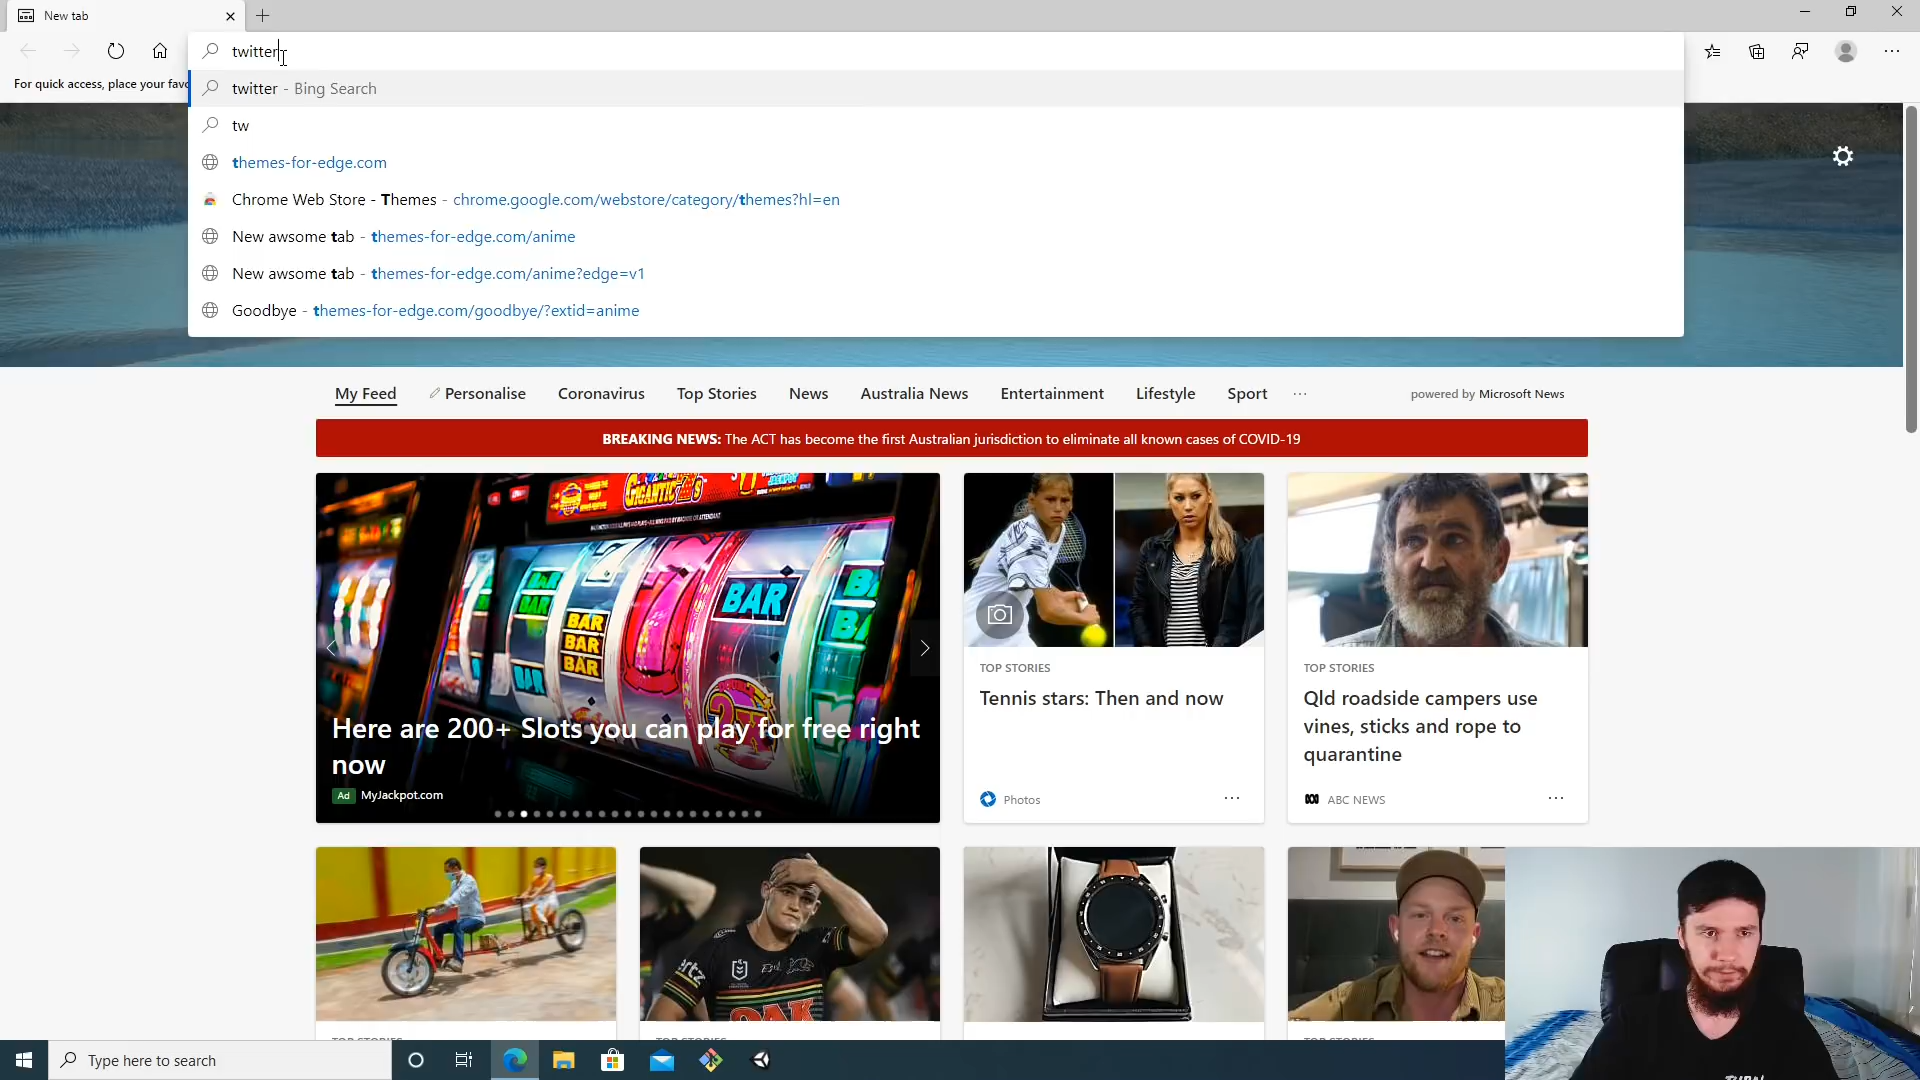 New tab
twitter
For quick access, place your favo
twitter - Bing Search
tw
themes-for-edge.com
Chrome Web Store - Themes - chrome.google.com/webstore/category/themes?hl=en
New awsome tab - themes-for-edge.com/anime
New awsome tab - themes-for-edge.com/anime?edge=v1
Goodbye - themes-for-edge.com/goodbye/?extid=anime
My Feed Personalise Coronavirus Top Stories News Australia News Entertainment Lifestyle Sport ... powered by Microsoft News
BREAKING NEWS: The ACT has become the first Australian jurisdiction to eliminate all known cases of COVID-19
GIGANTIC
BAR
BAR
BAR
BAR
Here are 200+ Slots you can play for free right
now
Ad MyJackpot.com
TOP STORIES
Tennis stars: Then and now
Photos
TOP STORIES
Qld roadside campers use
vines, sticks and rope to
quarantine
ABC NEWS
OAK
Type here to search